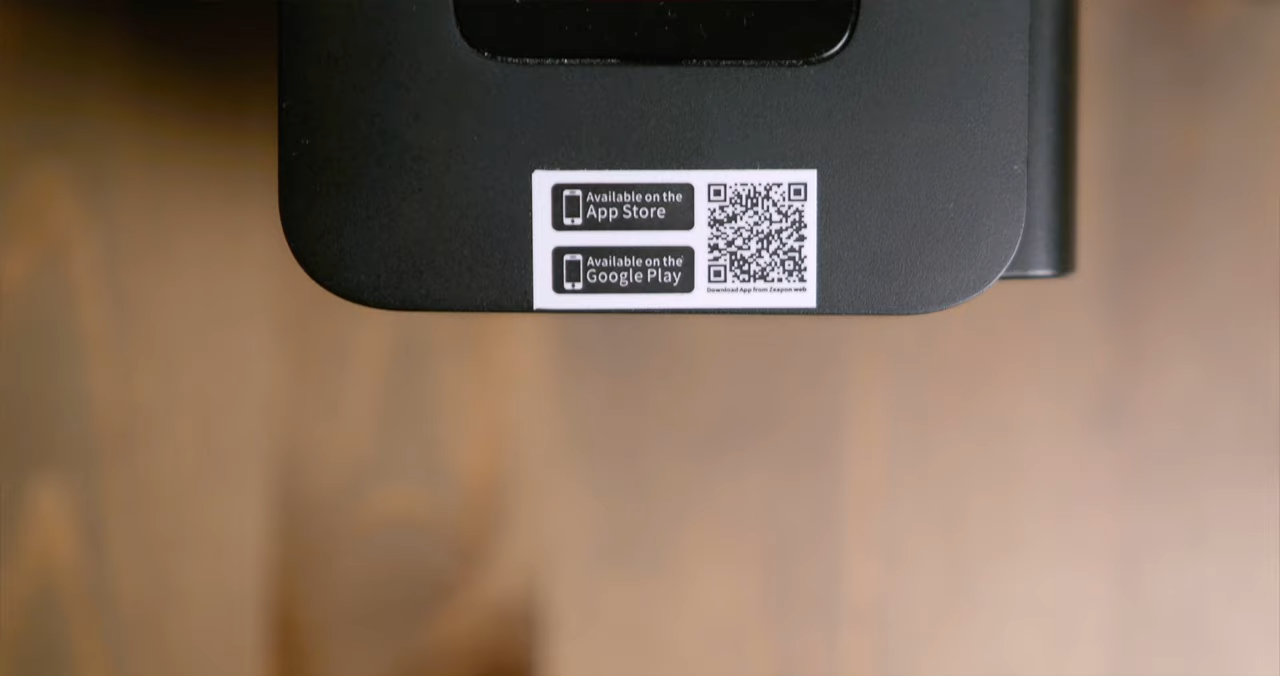 Available on the
App Store
Available on the
Google Play
Download App from Zeapon web